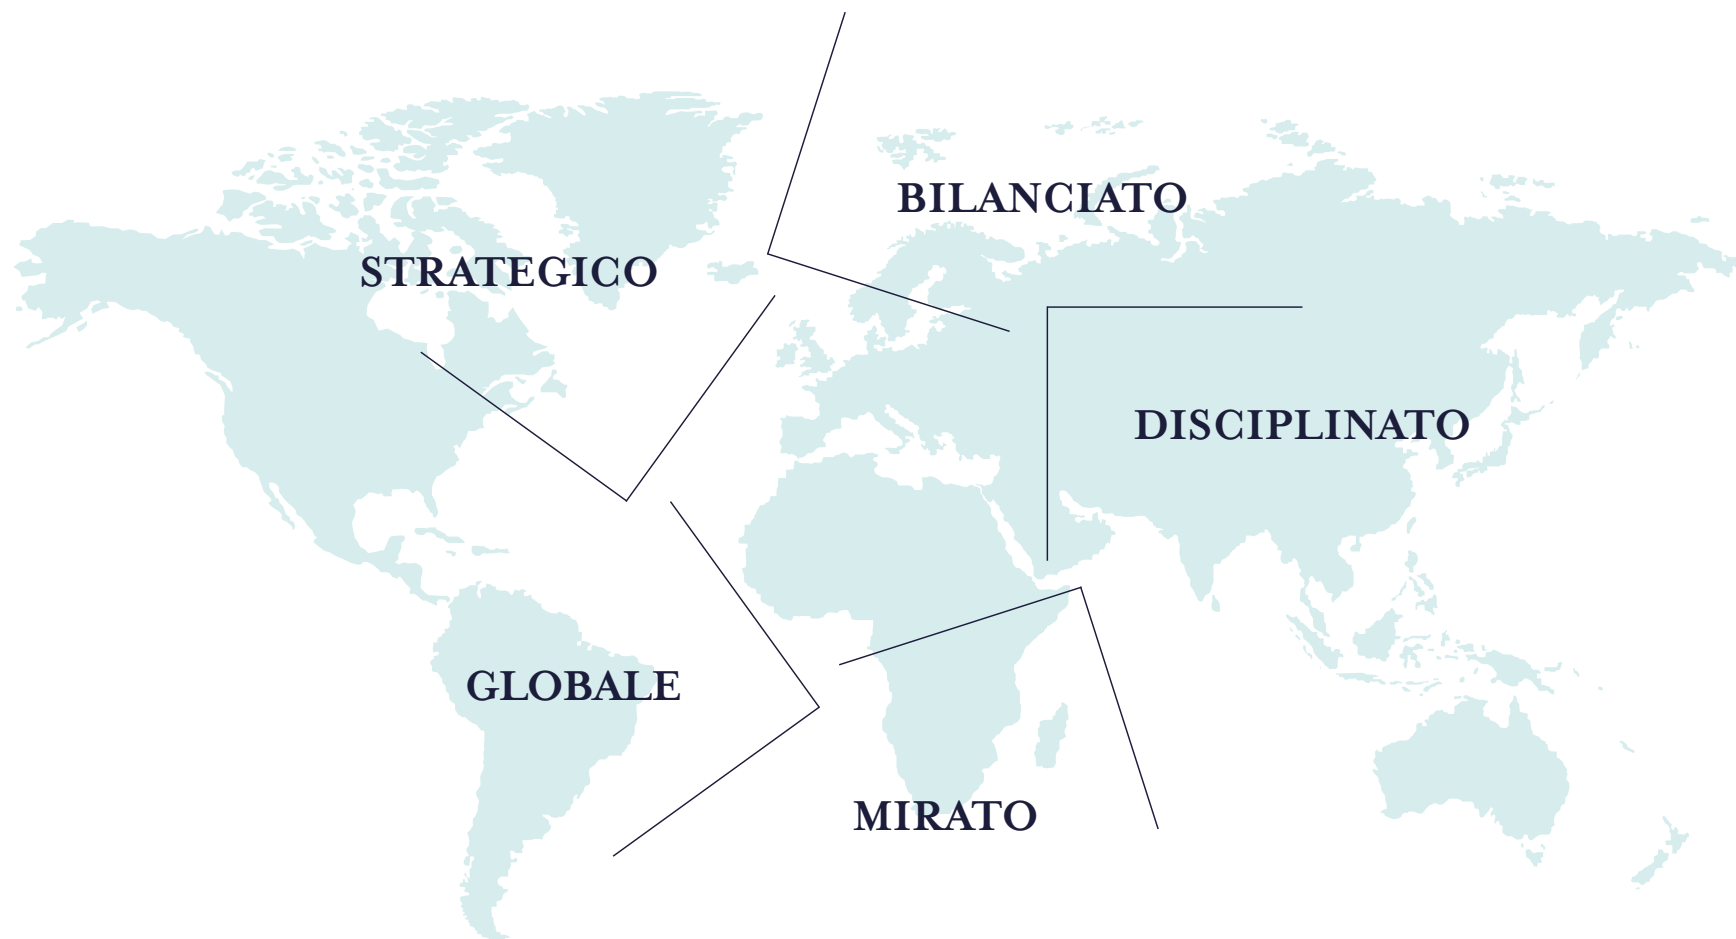 BILANCIATO
STRATEGICO
DISCIPLINATO
GLOBALE
MIRATO